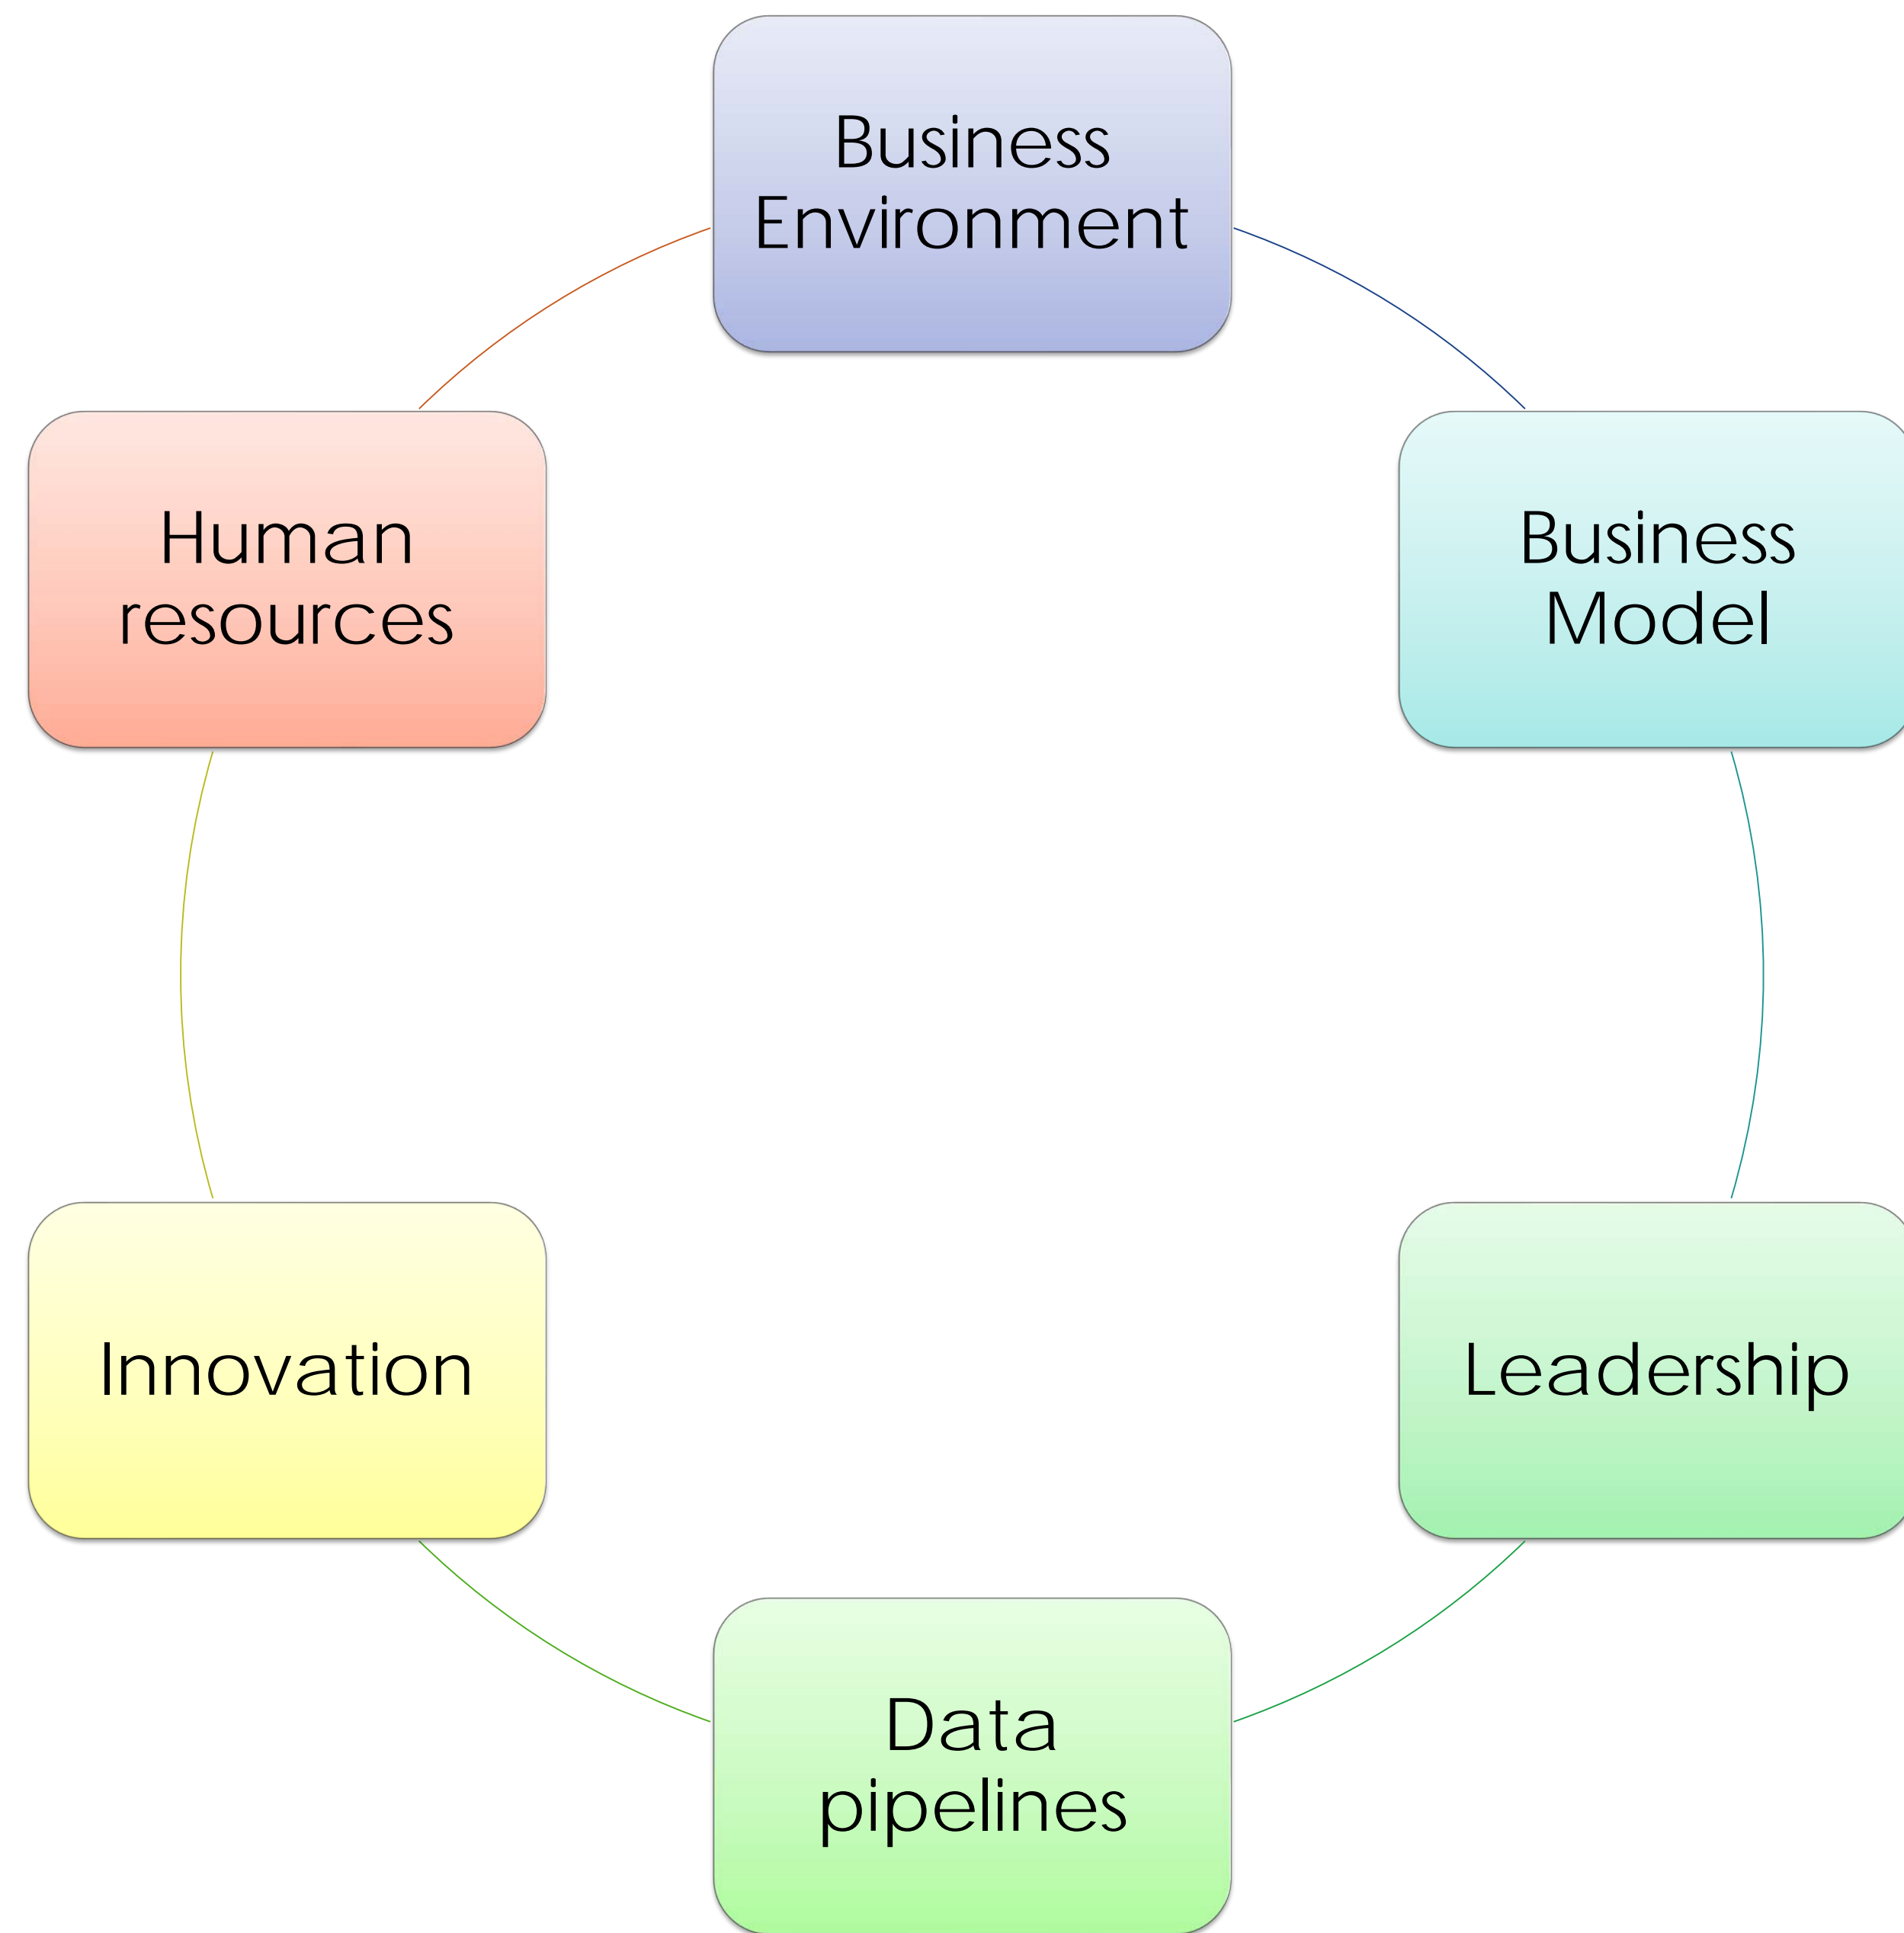 Business
Environment
Human
resources
Business
Model
Innovation
Leadership
Data
pipelines